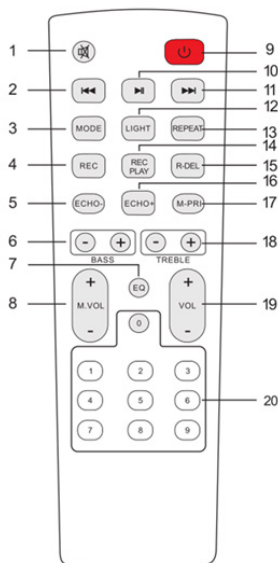 1 9
10
2 11
12
3 MODE LIGHT REPEAT 13
14
4 REC REC PLAY R-DEL 15
16
5 ECHO- ECHO+ M-PRI 17
6 - + - + 18
BASS TREBLE
7 EQ
8 + M.VOL - + VOL - 19
0
1 2 3
4 5 6 20
7 8 9